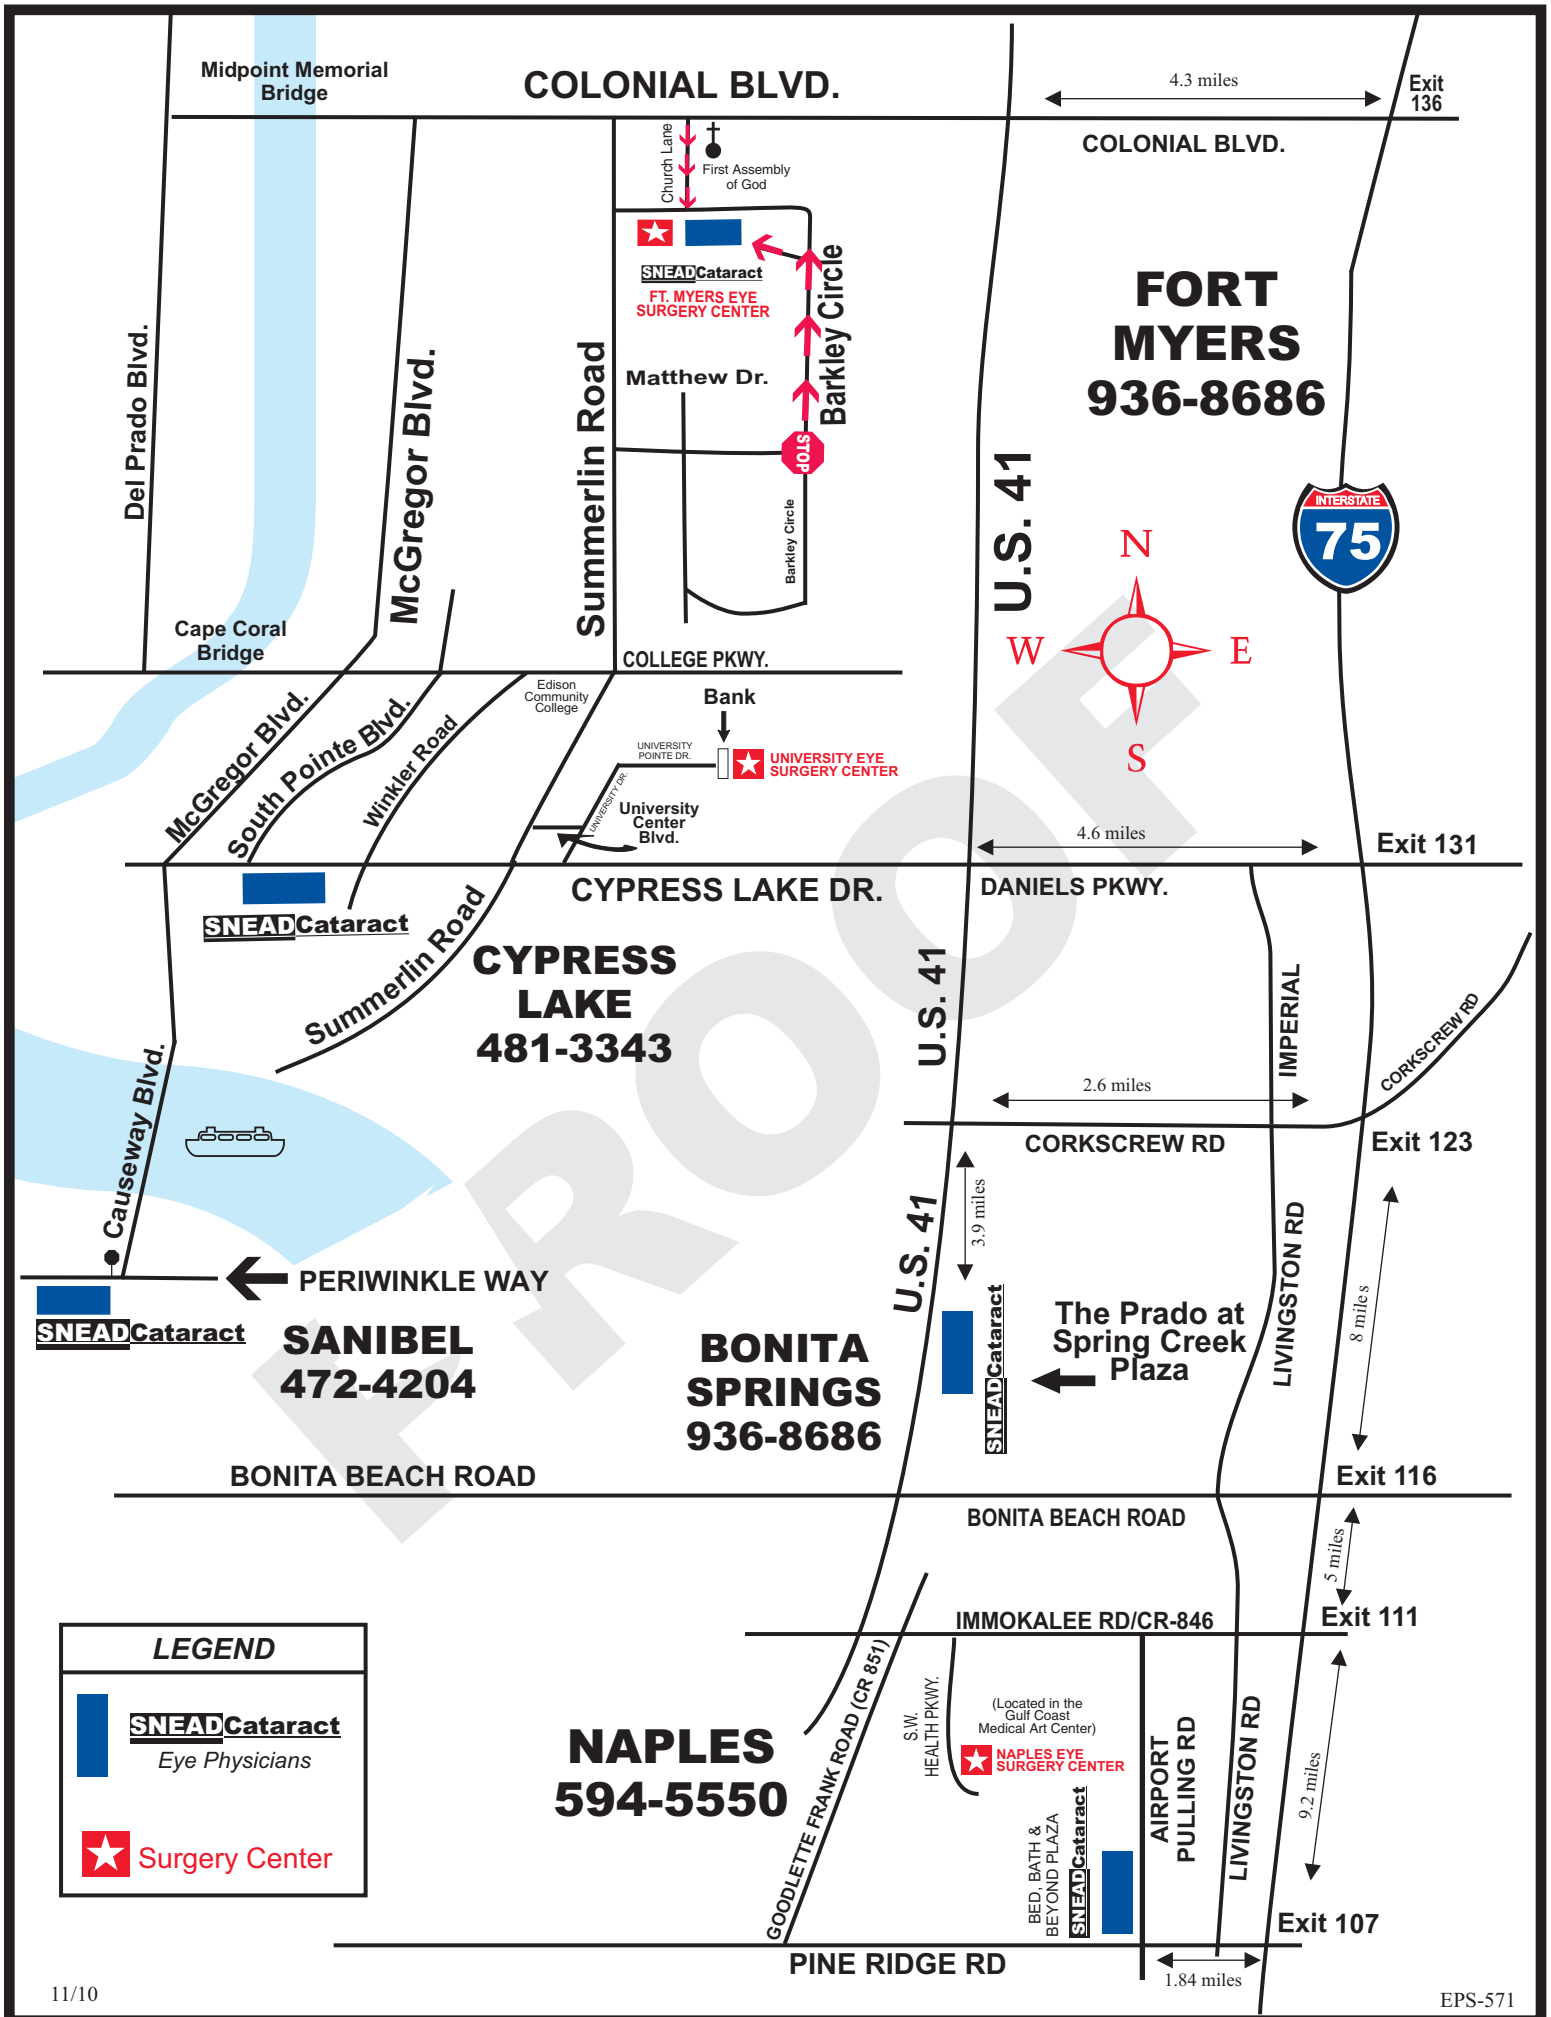 Midpoint Memorial
Bridge
COLONIAL BLVD.
4.3 miles
Exit
136
COLONIAL BLVD.
Church Lane
First Assembly
of God
SNEADCataract
FT. MYERS EYE
SURGERY CENTER
Barkley Circle
FORT
MYERS
936-8686
Del Prado Blvd.
McGregor Blvd.
Summerlin Road
Matthew Dr.
STOP
Barkley Circle
U.S. 41
INTERSTATE
75
N
W
E
S
Cape Coral
Bridge
COLLEGE PKWY.
Edison
Community
College
Bank
McGregor Blvd.
South Pointe Blvd.
Winkler Road
UNIVERSITY
POINTE DR.
UNIVERSITY EYE
SURGERY CENTER
UNIVERSITY DR.
University
Center
Blvd.
4.6 miles
Exit 131
CYPRESS LAKE DR.
DANIELS PKWY.
SNEADCataract
Summerlin Road
CYPRESS
LAKE
481-3343
U.S. 41
IMPERIAL
CORKSCREW RD
2.6 miles
CORKSCREW RD
Exit 123
Causeway Blvd.
3.9 miles
U.S. 41
LIVINGSTON RD
8 miles
PERIWINKLE WAY
SNEADCataract
SANIBEL
472-4204
BONITA
SPRINGS
936-8686
SNEADCataract
The Prado at
Spring Creek
Plaza
BONITA BEACH ROAD
Exit 116
BONITA BEACH ROAD
5 miles
IMMOKALEE RD/CR-846
Exit 111
LEGEND
SNEADCataract
Eye Physicians
Surgery Center
NAPLES
594-5550
GOODLETTE FRANK ROAD (CR 851)
S.W.
HEALTH PKWY.
(Located in the
Gulf Coast
Medical Art Center)
NAPLES EYE
SURGERY CENTER
AIRPORT
PULLING RD
LIVINGSTON RD
9.2 miles
BED, BATH &
BEYOND PLAZA
SNEADCataract
Exit 107
PINE RIDGE RD
1.84 miles
11/10
EPS-571
PROOF